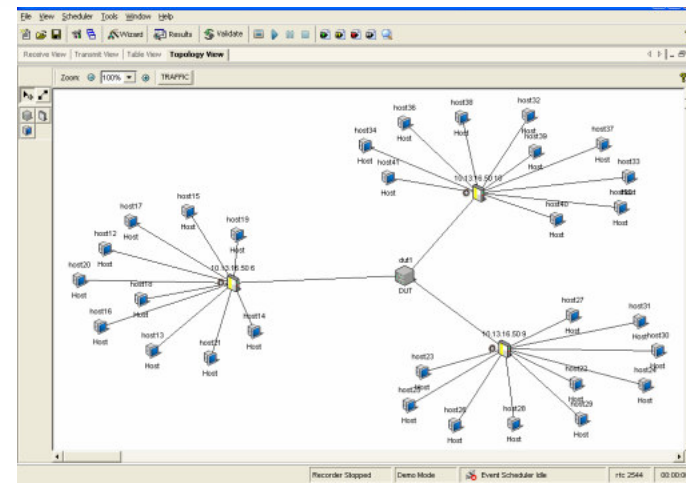 File View Scheduler Tools Window Help
Wizard Results Validate
Receive View Transmit View Table View Topology View
Zoom: 100% TRAFFIC
host36
host38
host32
host34
host39
host37
Host
host41
Host
Host
Host
10.13.16.50:10
Host
host33
Host
Host
host40
Host
Host
host15
host17
host19
host12
Host
Host
Host
host20
Host
10.13.16.50:6
Host
host18
host16
Host
host14
Host
host13
host21
Host
Host
Host
dut1
DUT
host27
host31
10.13.16.50:9
Host
host30
host23
host22
host24
Host
Host
host25
host29
Host
Host
host28
Host
Host
Host
Recorder Stopped Demo Mode Event Scheduler Idle rfc 2544